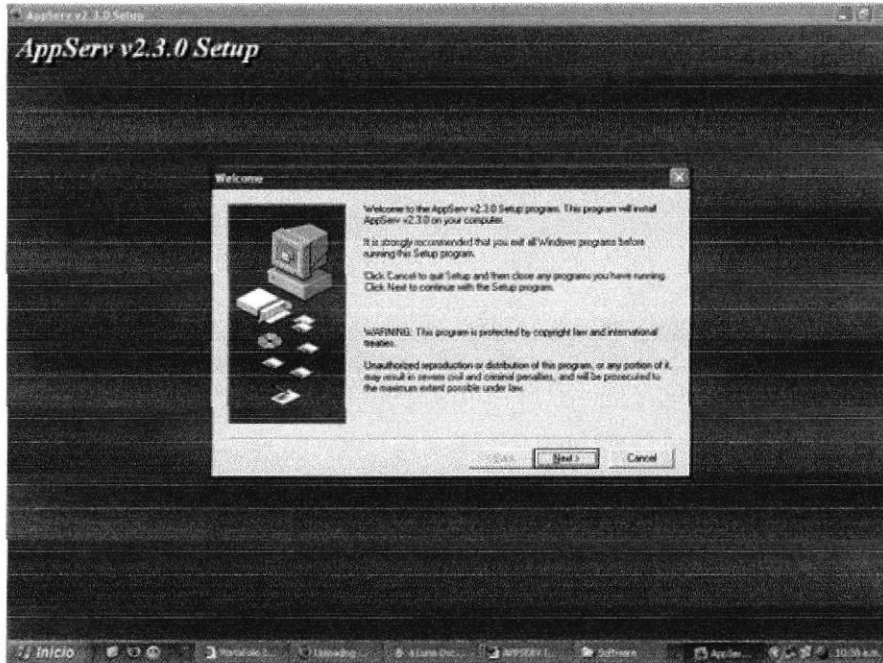 AppServ v2.3.0 Setup
AppServ v2.3.0 Setup
Welcome
Welcome to the AppServ v2.3.0 Setup program. This program will install
AppServ v2.3.0 on your computer.
It is strongly recommended that you exit all Windows programs before
running this Setup program.
Click Cancel to quit Setup and then close any programs you have running.
Click Next to continue with the Setup program.
WARNING: This program is protected by copyright law and international
treaties.
Unauthorized reproduction or distribution of this program, or any portion of it,
may result in severe civil and criminal penalties, and will be prosecuted to
the maximum extent possible under law.
Next >
Cancel
Inicio
Uploading ...
Software